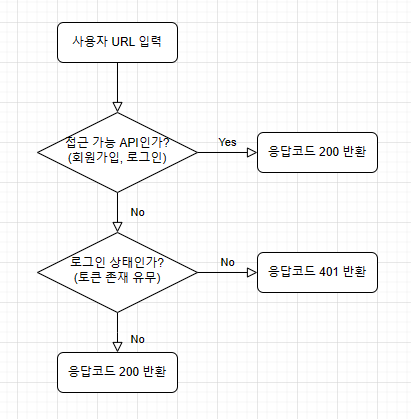 사용자 URL 입력
접근 가능 API인가?
(회원가입, 로그인)
Yes
응답코드 200 반환
No
로그인 상태인가?
(토큰 존재 유무)
No
응답코드 401 반환
No
응답코드 200 반환